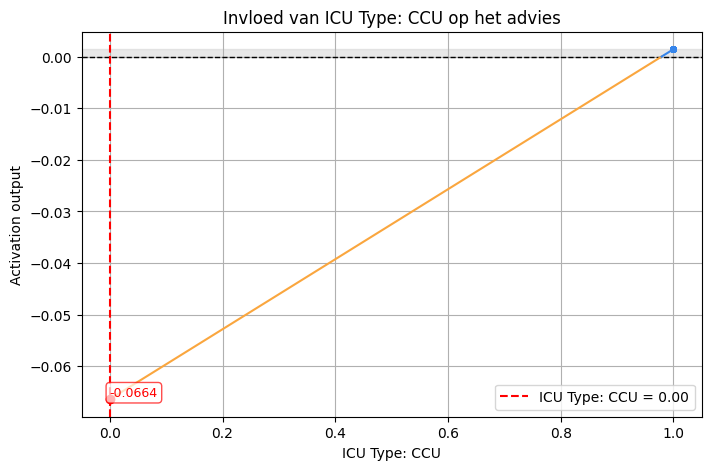 Invloed van ICU Type: CCU op het advies
Activation output
0.00
−0.01
−0.02
−0.03
−0.04
−0.05
−0.06
-0.0664
ICU Type: CCU = 0.00
0.0 0.2 0.4 0.6 0.8 1.0
ICU Type: CCU